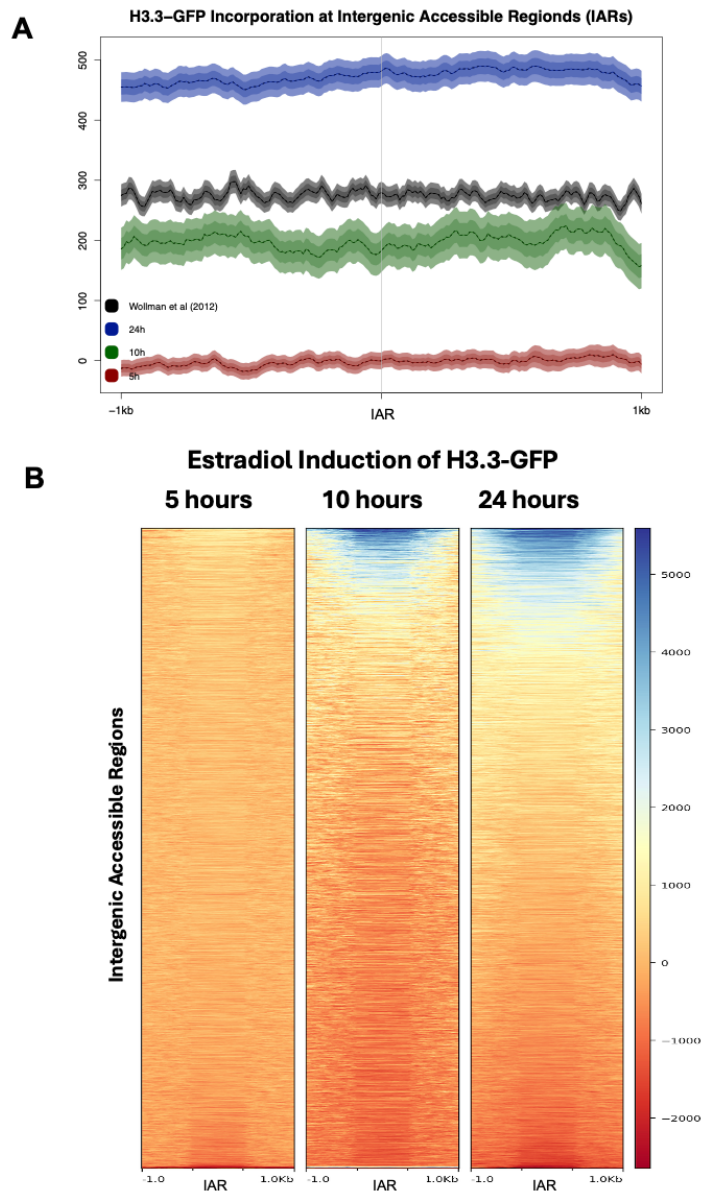 A
H3.3–GFP Incorporation at Intergenic Accessible Regionds (IARs)
500
400
300
200
100
0
Wollman et al (2012)
24h
10h
5h
−1kb
IAR
1kb
B
Estradiol Induction of H3.3-GFP
5 hours 10 hours 24 hours
Intergenic Accessible Regions
5000
4000
3000
2000
1000
0
−1000
−2000
-1.0 IAR 1.0Kb -1.0 IAR 1.0Kb -1.0 IAR 1.0Kb